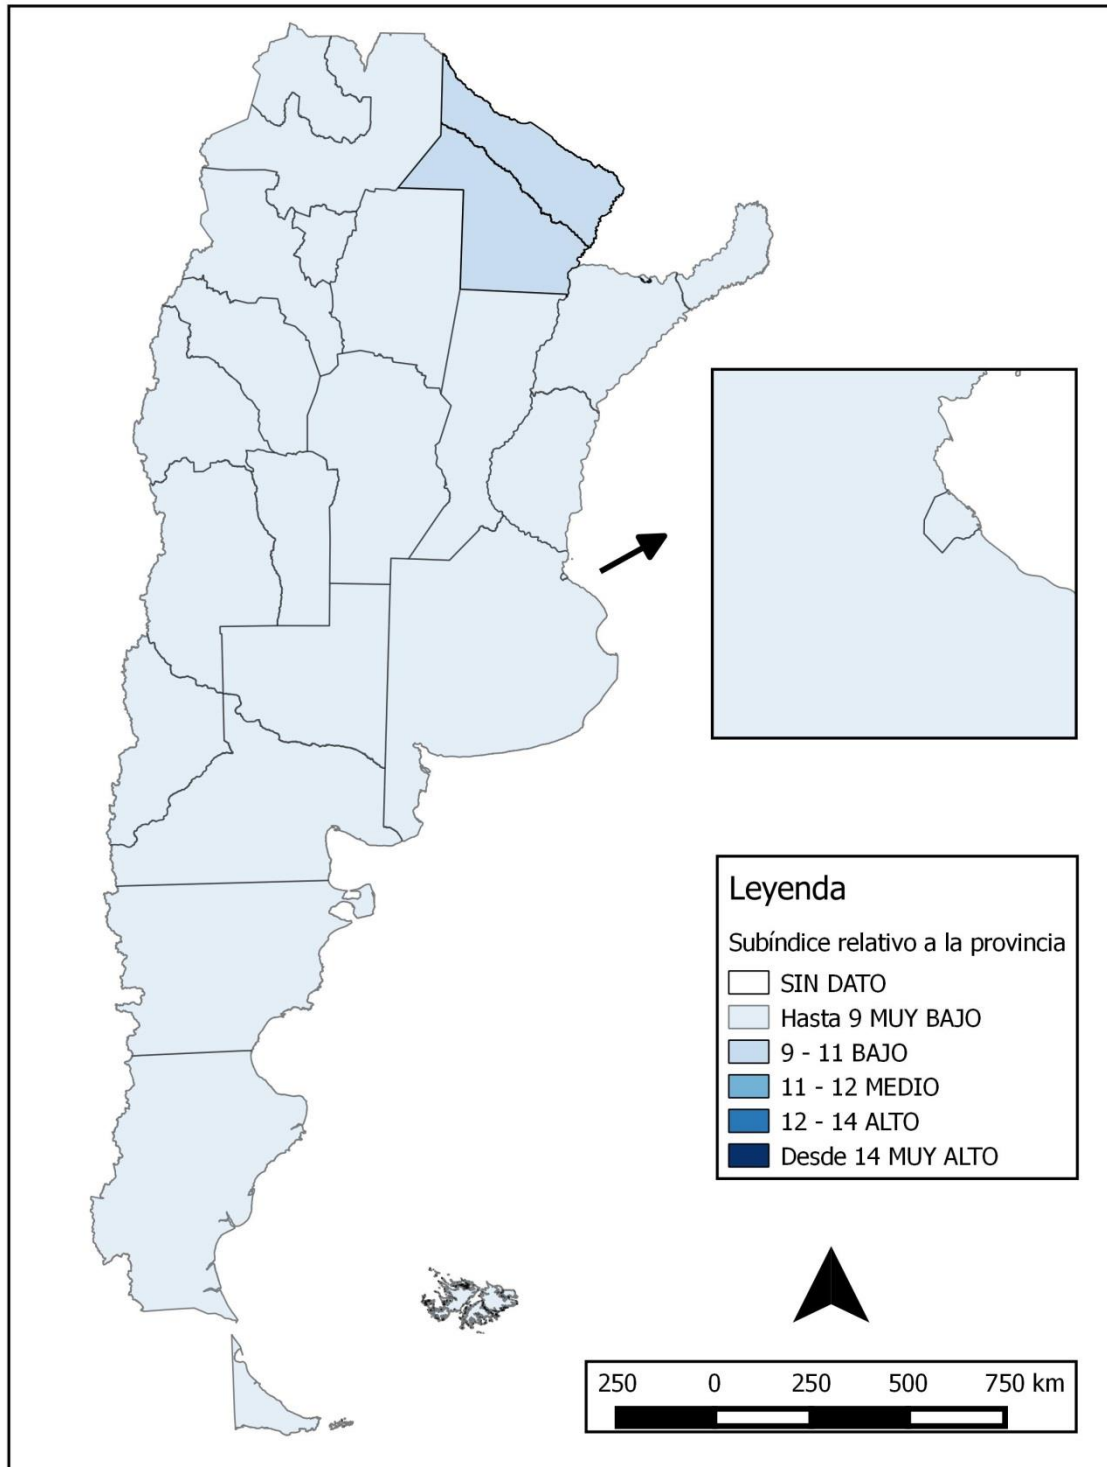 Leyenda
Subíndice relativo a la provincia
SIN DATO
Hasta 9 MUY BAJO
9 - 11 BAJO
11 - 12 MEDIO
12 - 14 ALTO
Desde 14 MUY ALTO
250 0 250 500 750 km